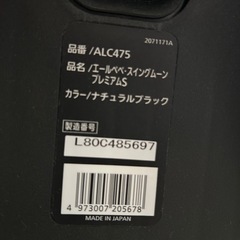 2071171A
品番/ALC475
品名/エールベベ・スイングムーン
プレミアムS
カラー/ナチュラルブラック
製造番号
L80C485697
4 973007 205678
MADE IN JAPAN